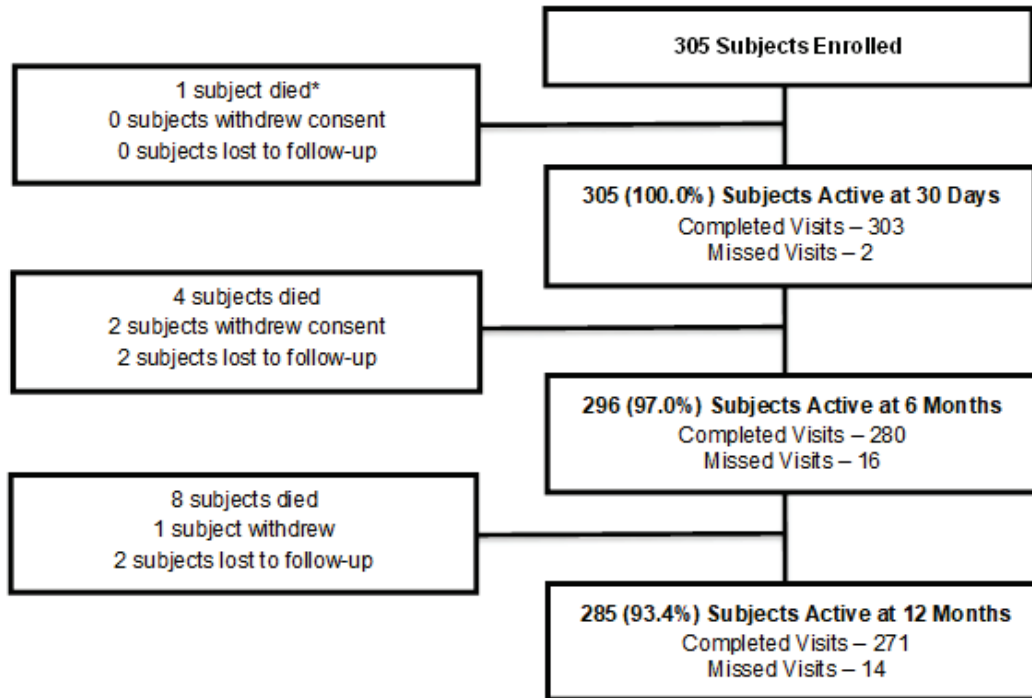 305 Subjects Enrolled
1 subject died*
0 subjects withdrew consent
0 subjects lost to follow-up
305 (100.0%) Subjects Active at 30 Days
Completed Visits – 303
Missed Visits – 2
4 subjects died
2 subjects withdrew consent
2 subjects lost to follow-up
296 (97.0%) Subjects Active at 6 Months
Completed Visits – 280
Missed Visits – 16
8 subjects died
1 subject withdrew
2 subjects lost to follow-up
285 (93.4%) Subjects Active at 12 Months
Completed Visits – 271
Missed Visits – 14